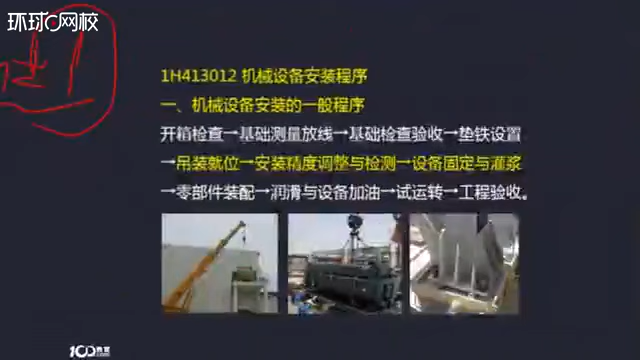 环球网校
1H413012 机械设备安装程序
一、机械设备安装的一般程序
开箱检查→基础测量放线→基础检查验收→垫铁设置
→吊装就位→安装精度调整与检测→设备固定与灌浆
→零部件装配→润滑与设备加油→试运转→工程验收。
100